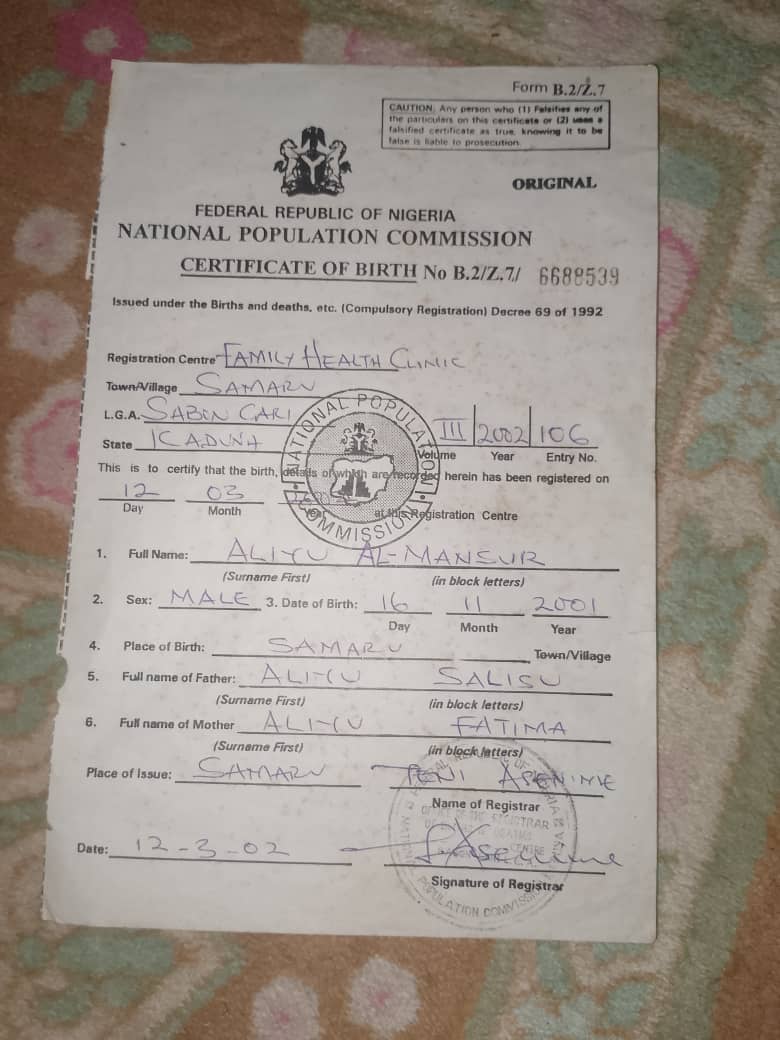 Form B.2/Z.7
CAUTION: Any person who (1) Falsifies any of
the particulars on this certificate or (2) uses a
falsified certificate as true, knowing it to be
false is liable to prosecution.
ORIGINAL
FEDERAL REPUBLIC OF NIGERIA
NATIONAL POPULATION COMMISSION
CERTIFICATE OF BIRTH No B.2/Z.7/ 6688539
Issued under the Births and deaths, etc. (Compulsory Registration) Decree 69 of 1992
Registration Centre FAMILY HEALTH CLINIC
Town/Village SAMARU
L.G.A. SABON GARI
State KADUNA
III 2002 106
Volume Year Entry No.
NATIONAL POPULATION COMMISSION
This is to certify that the birth, details of which are recorded herein has been registered on
12 03
Day Month Year at this Registration Centre
1. Full Name: ALIYU AL-MANSUR
(Surname First) (in block letters)
2. Sex: MALE 3. Date of Birth: 16 11 2001
Day Month Year
4. Place of Birth: SAMARU Town/Village
5. Full name of Father: ALIYU SALISU
(Surname First) (in block letters)
6. Full name of Mother ALIYU FATIMA
(Surname First) (in block letters)
Place of Issue: SAMARU
Name of Registrar
Date: 12-3-02
Signature of Registrar
POPULATION COMMISSION